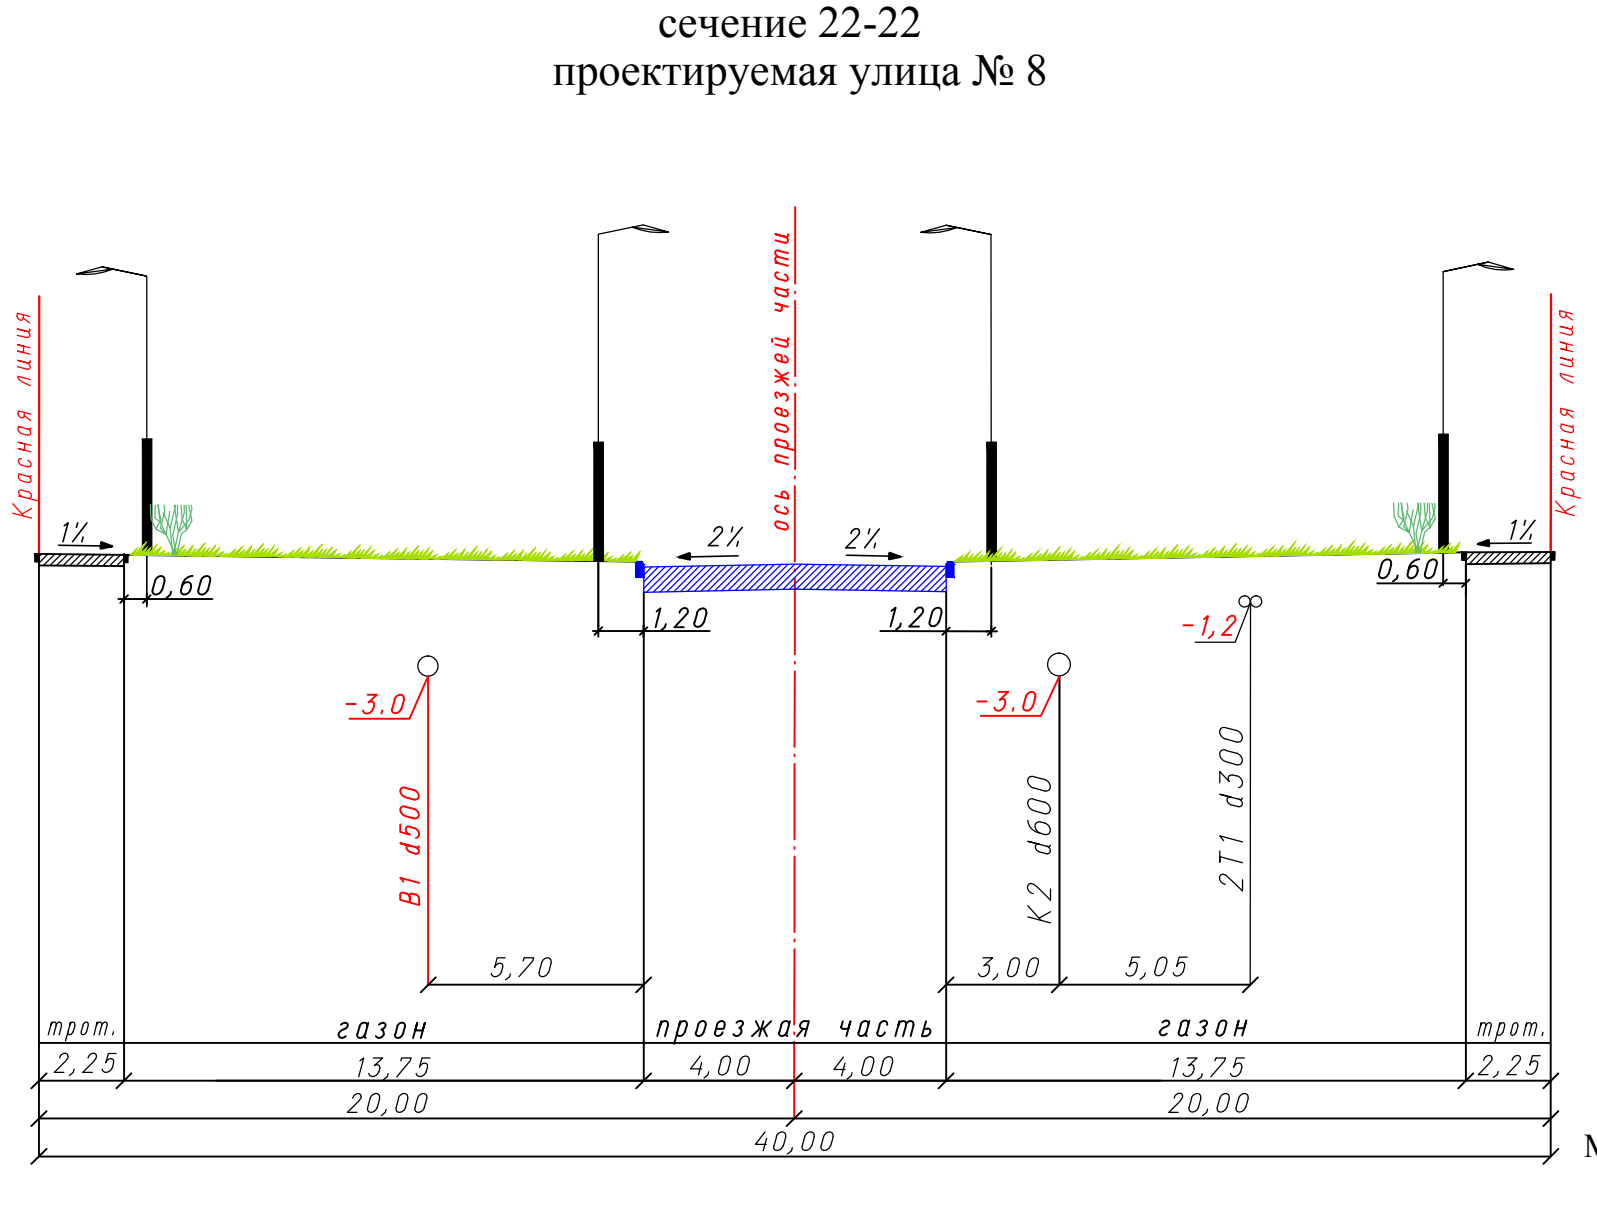 сечение 22-22
проектируемая улица № 8
Красная линия
ось проезжей части
Красная линия
1%
2%
2%
1%
0,60
1,20
1,20
0,60
-3.0
-3.0
-1,2
В1 d500
К2 d600
2Т1 d300
5,70
3,00
5,05
трот.
газон
проезжая часть
газон
трот.
2,25
13,75
4,00
4,00
13,75
2,25
20,00
20,00
40,00